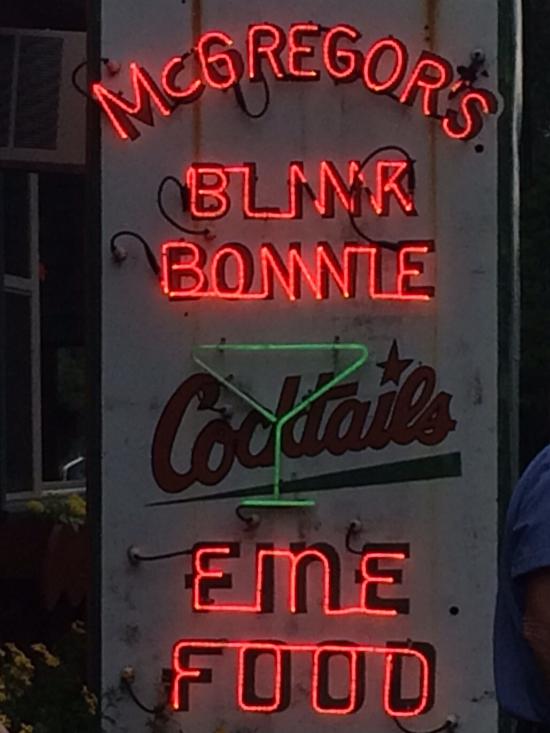 McGREGOR'S
BLINK
BONNIE
Cocktails
FINE
FOOD